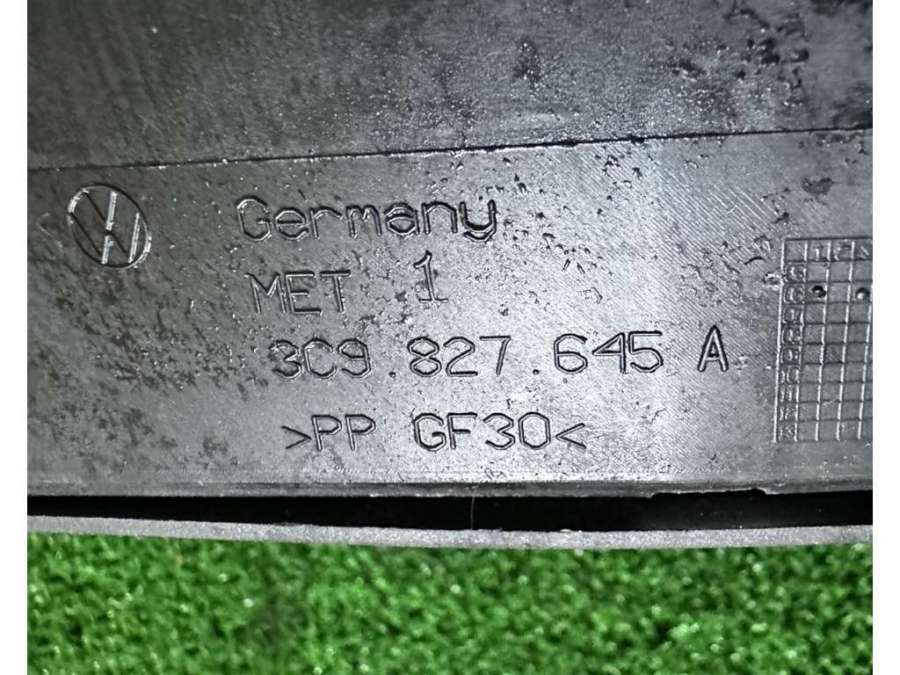 Germany
MET 1
3C9.827.645 A
>PP GF30<